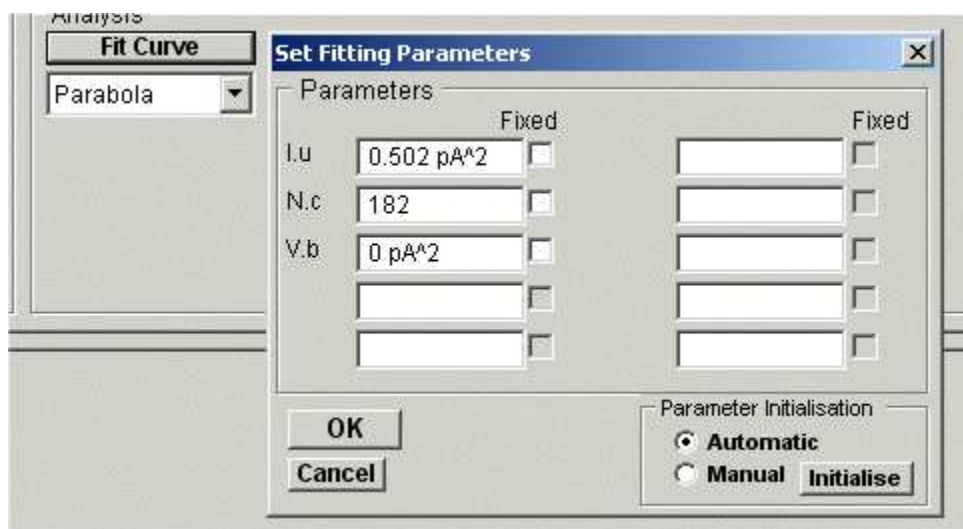 Analysis
Fit Curve
Parabola
Set Fitting Parameters
Parameters
Fixed
Fixed
I.u
0.502 pA^2
N.c
182
V.b
0 pA^2
OK
Cancel
Parameter Initialisation
Automatic
Manual
Initialise